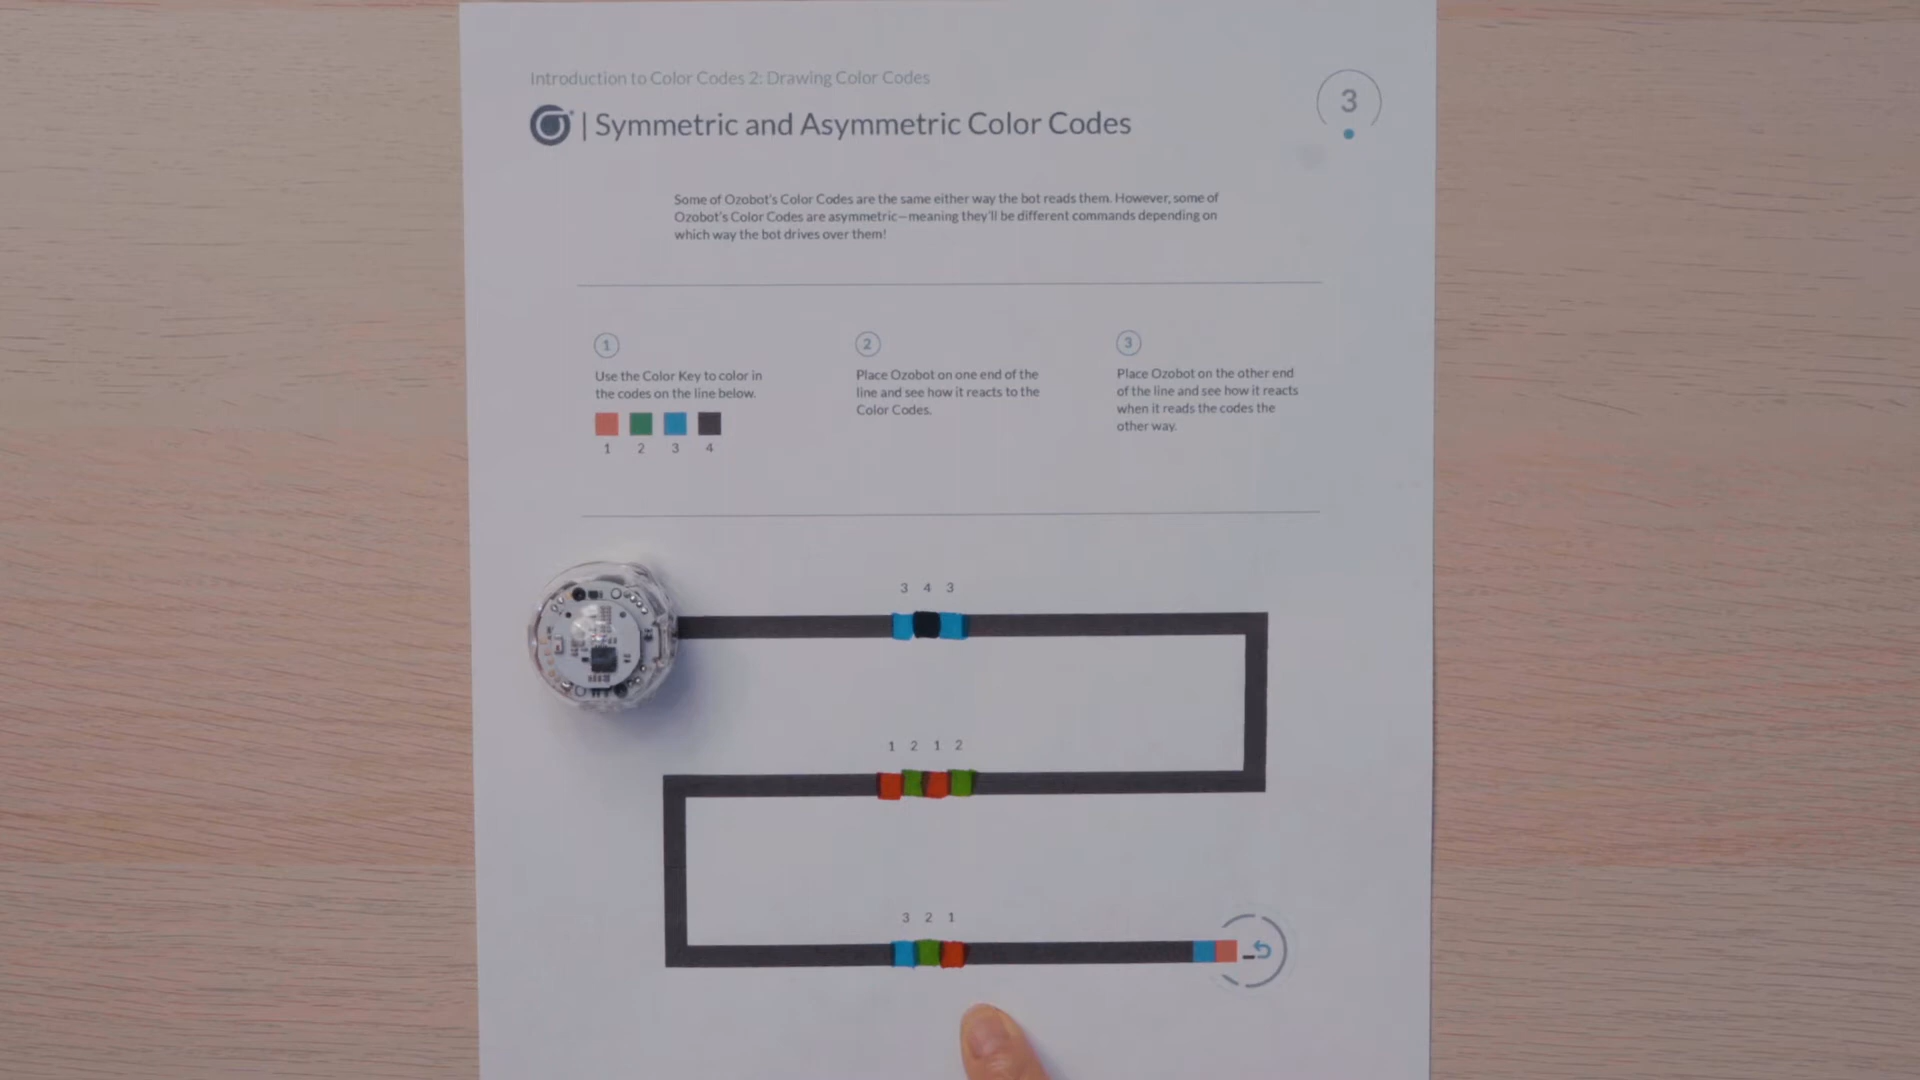 Introduction to Color Codes 2: Drawing Color Codes
| Symmetric and Asymmetric Color Codes
3
Some of Ozobot's Color Codes are the same either way the bot reads them. However, some of
Ozobot's Color Codes are asymmetric—meaning they'll be different commands depending on
which way the bot drives over them!
1
Use the Color Key to color in
the codes on the line below.
1 2 3 4
2
Place Ozobot on one end of the
line and see how it reacts to the
Color Codes.
3
Place Ozobot on the other end
of the line and see how it reacts
when it reads the codes the
other way.
3 4 3
1 2 1 2
3 2 1